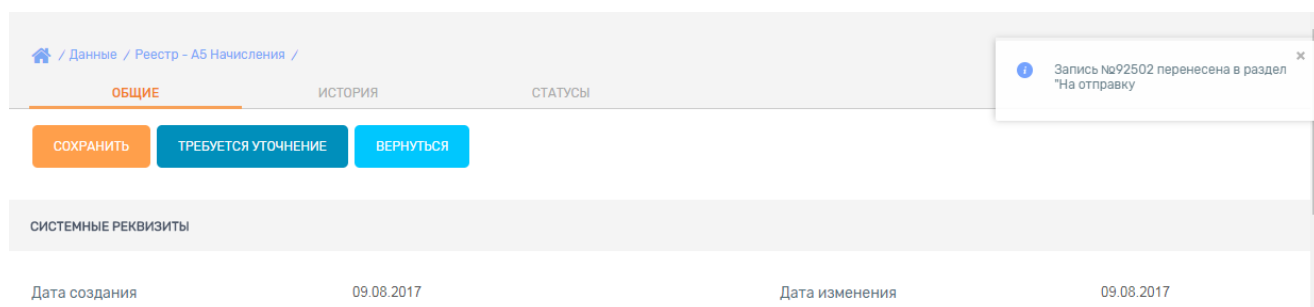 / Данные / Реестр - А5 Начисления /
Запись №92502 перенесена в раздел
"На отправку
ОБЩИЕ ИСТОРИЯ СТАТУСЫ
СОХРАНИТЬ ТРЕБУЕТСЯ УТОЧНЕНИЕ ВЕРНУТЬСЯ
СИСТЕМНЫЕ РЕКВИЗИТЫ
Дата создания 09.08.2017 Дата изменения 09.08.2017